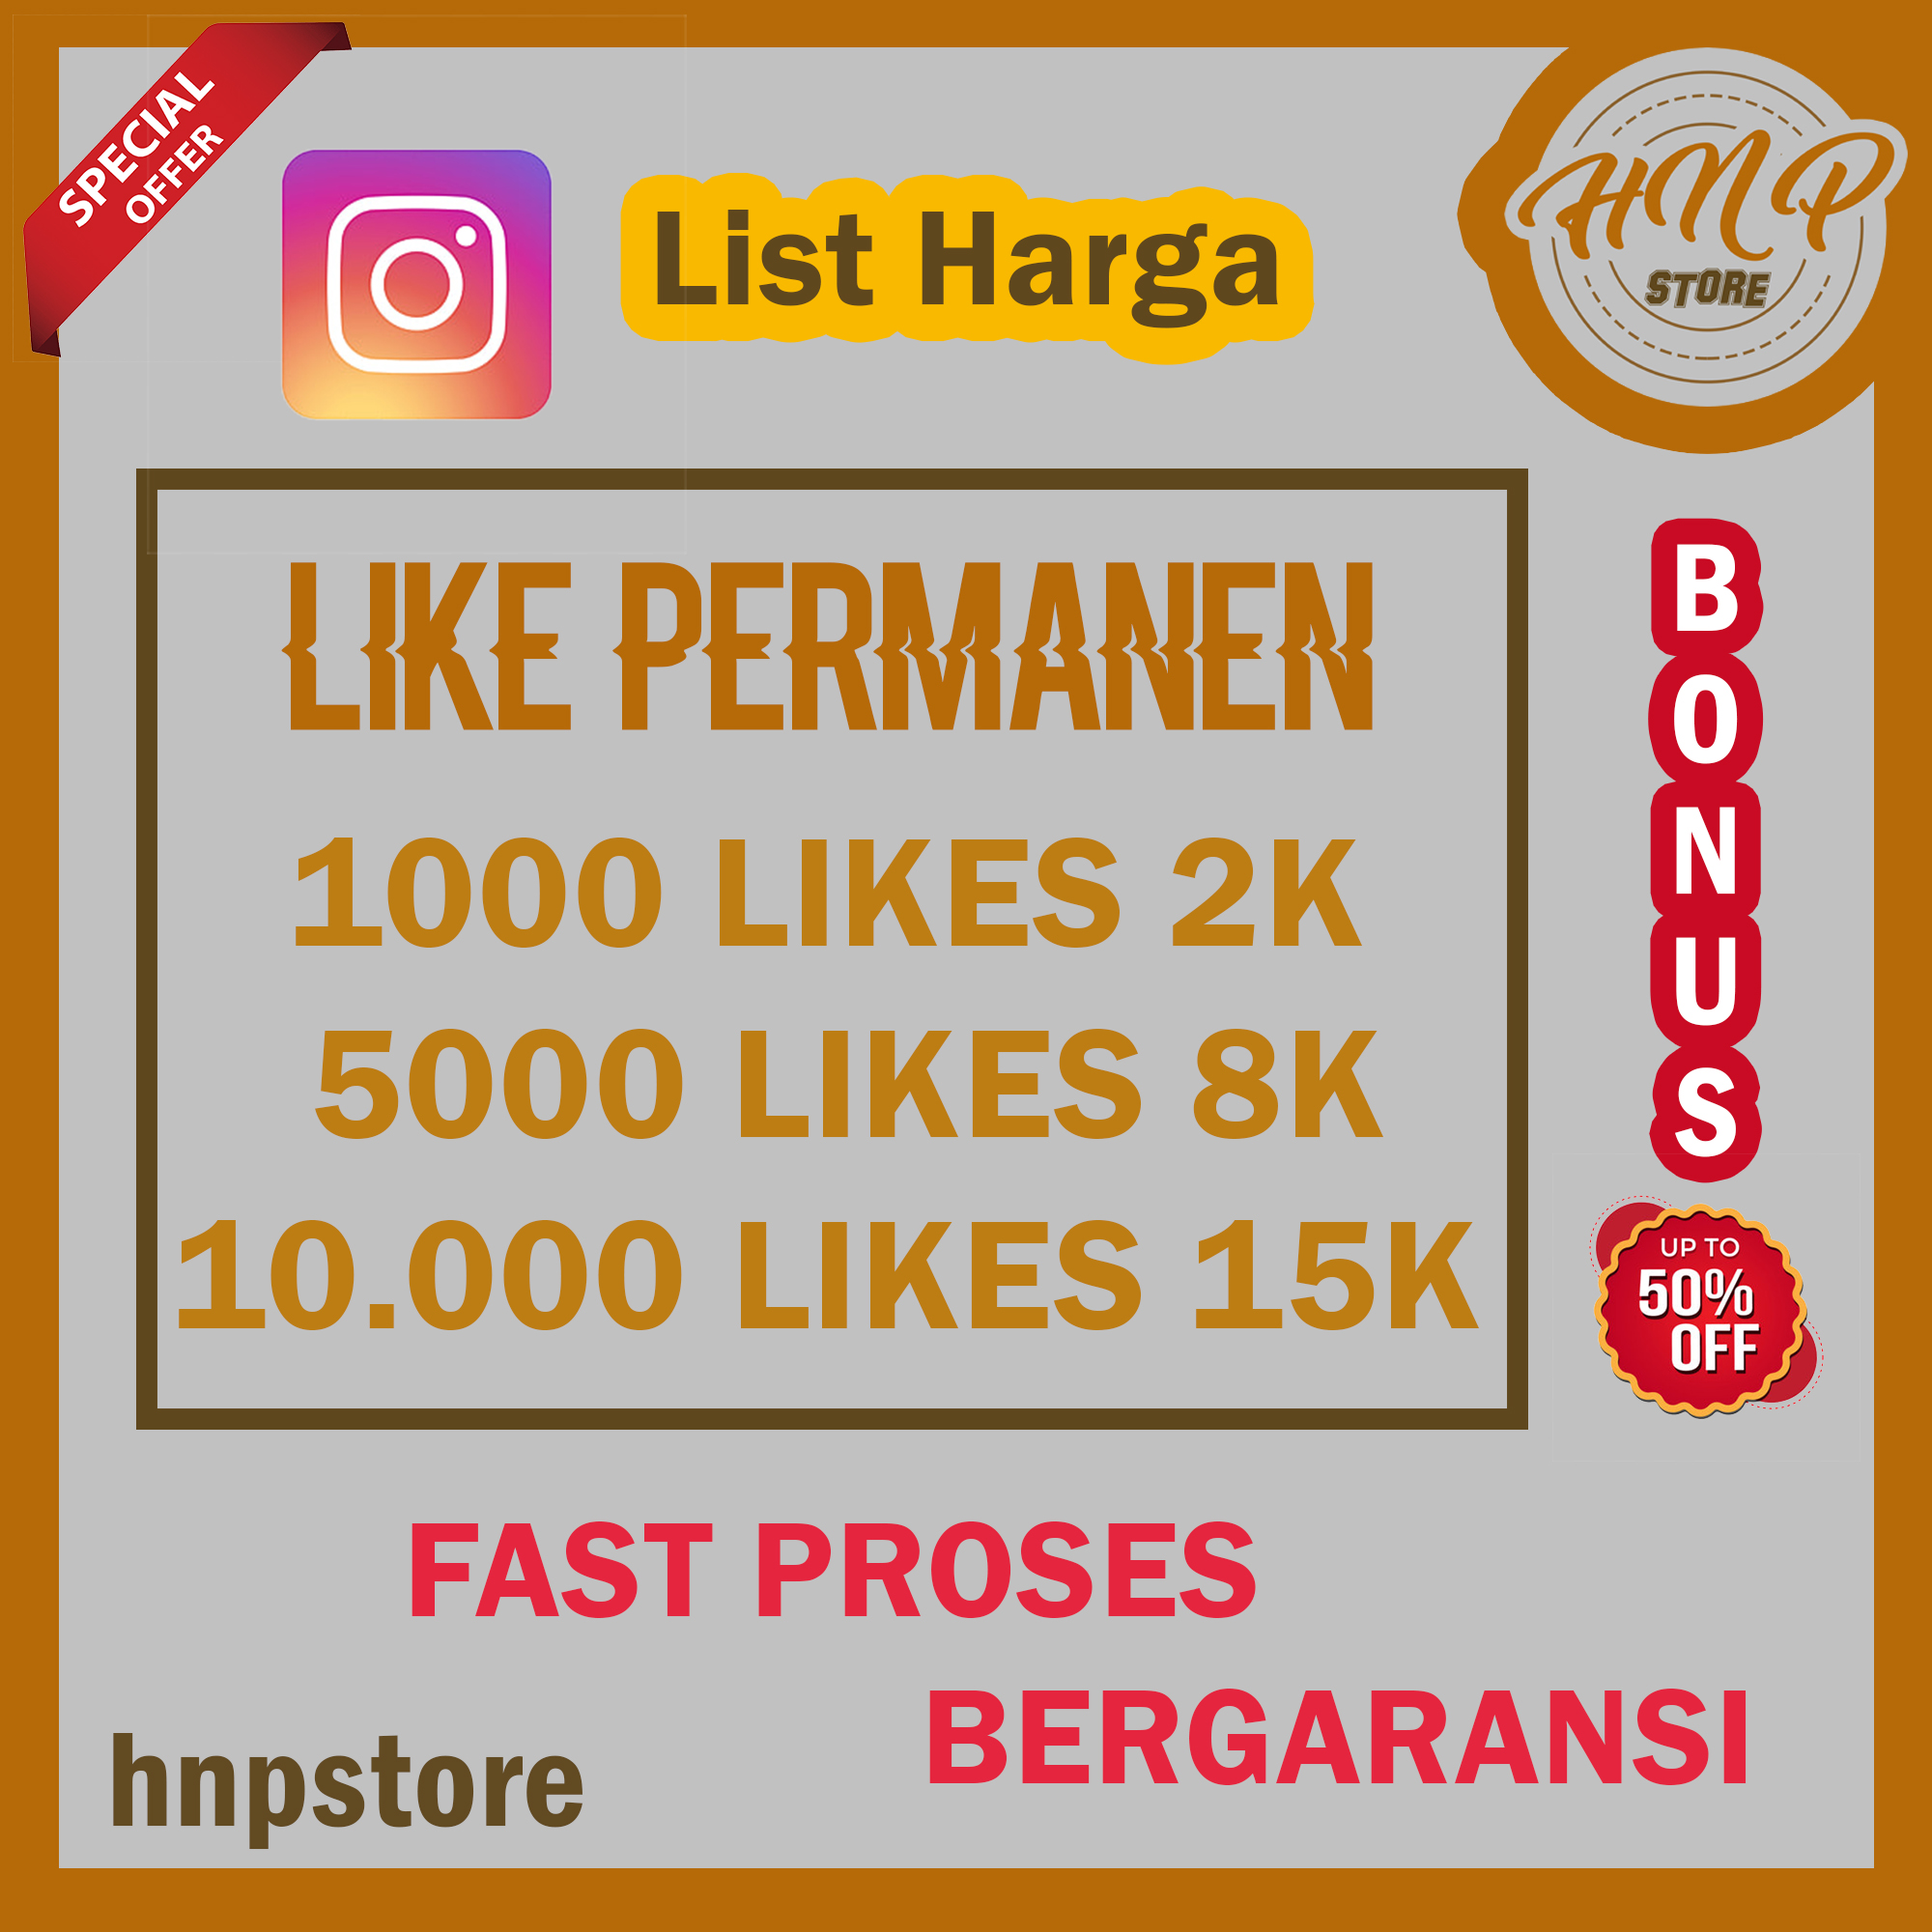 SPECIAL
OFFER
List Harga
HNP
STORE
LIKE PERMANEN
1000 LIKES 2K
5000 LIKES 8K
10.000 LIKES 15K
BONUS
UP TO
50%
OFF
FAST PROSES
BERGARANSI
hnpstore